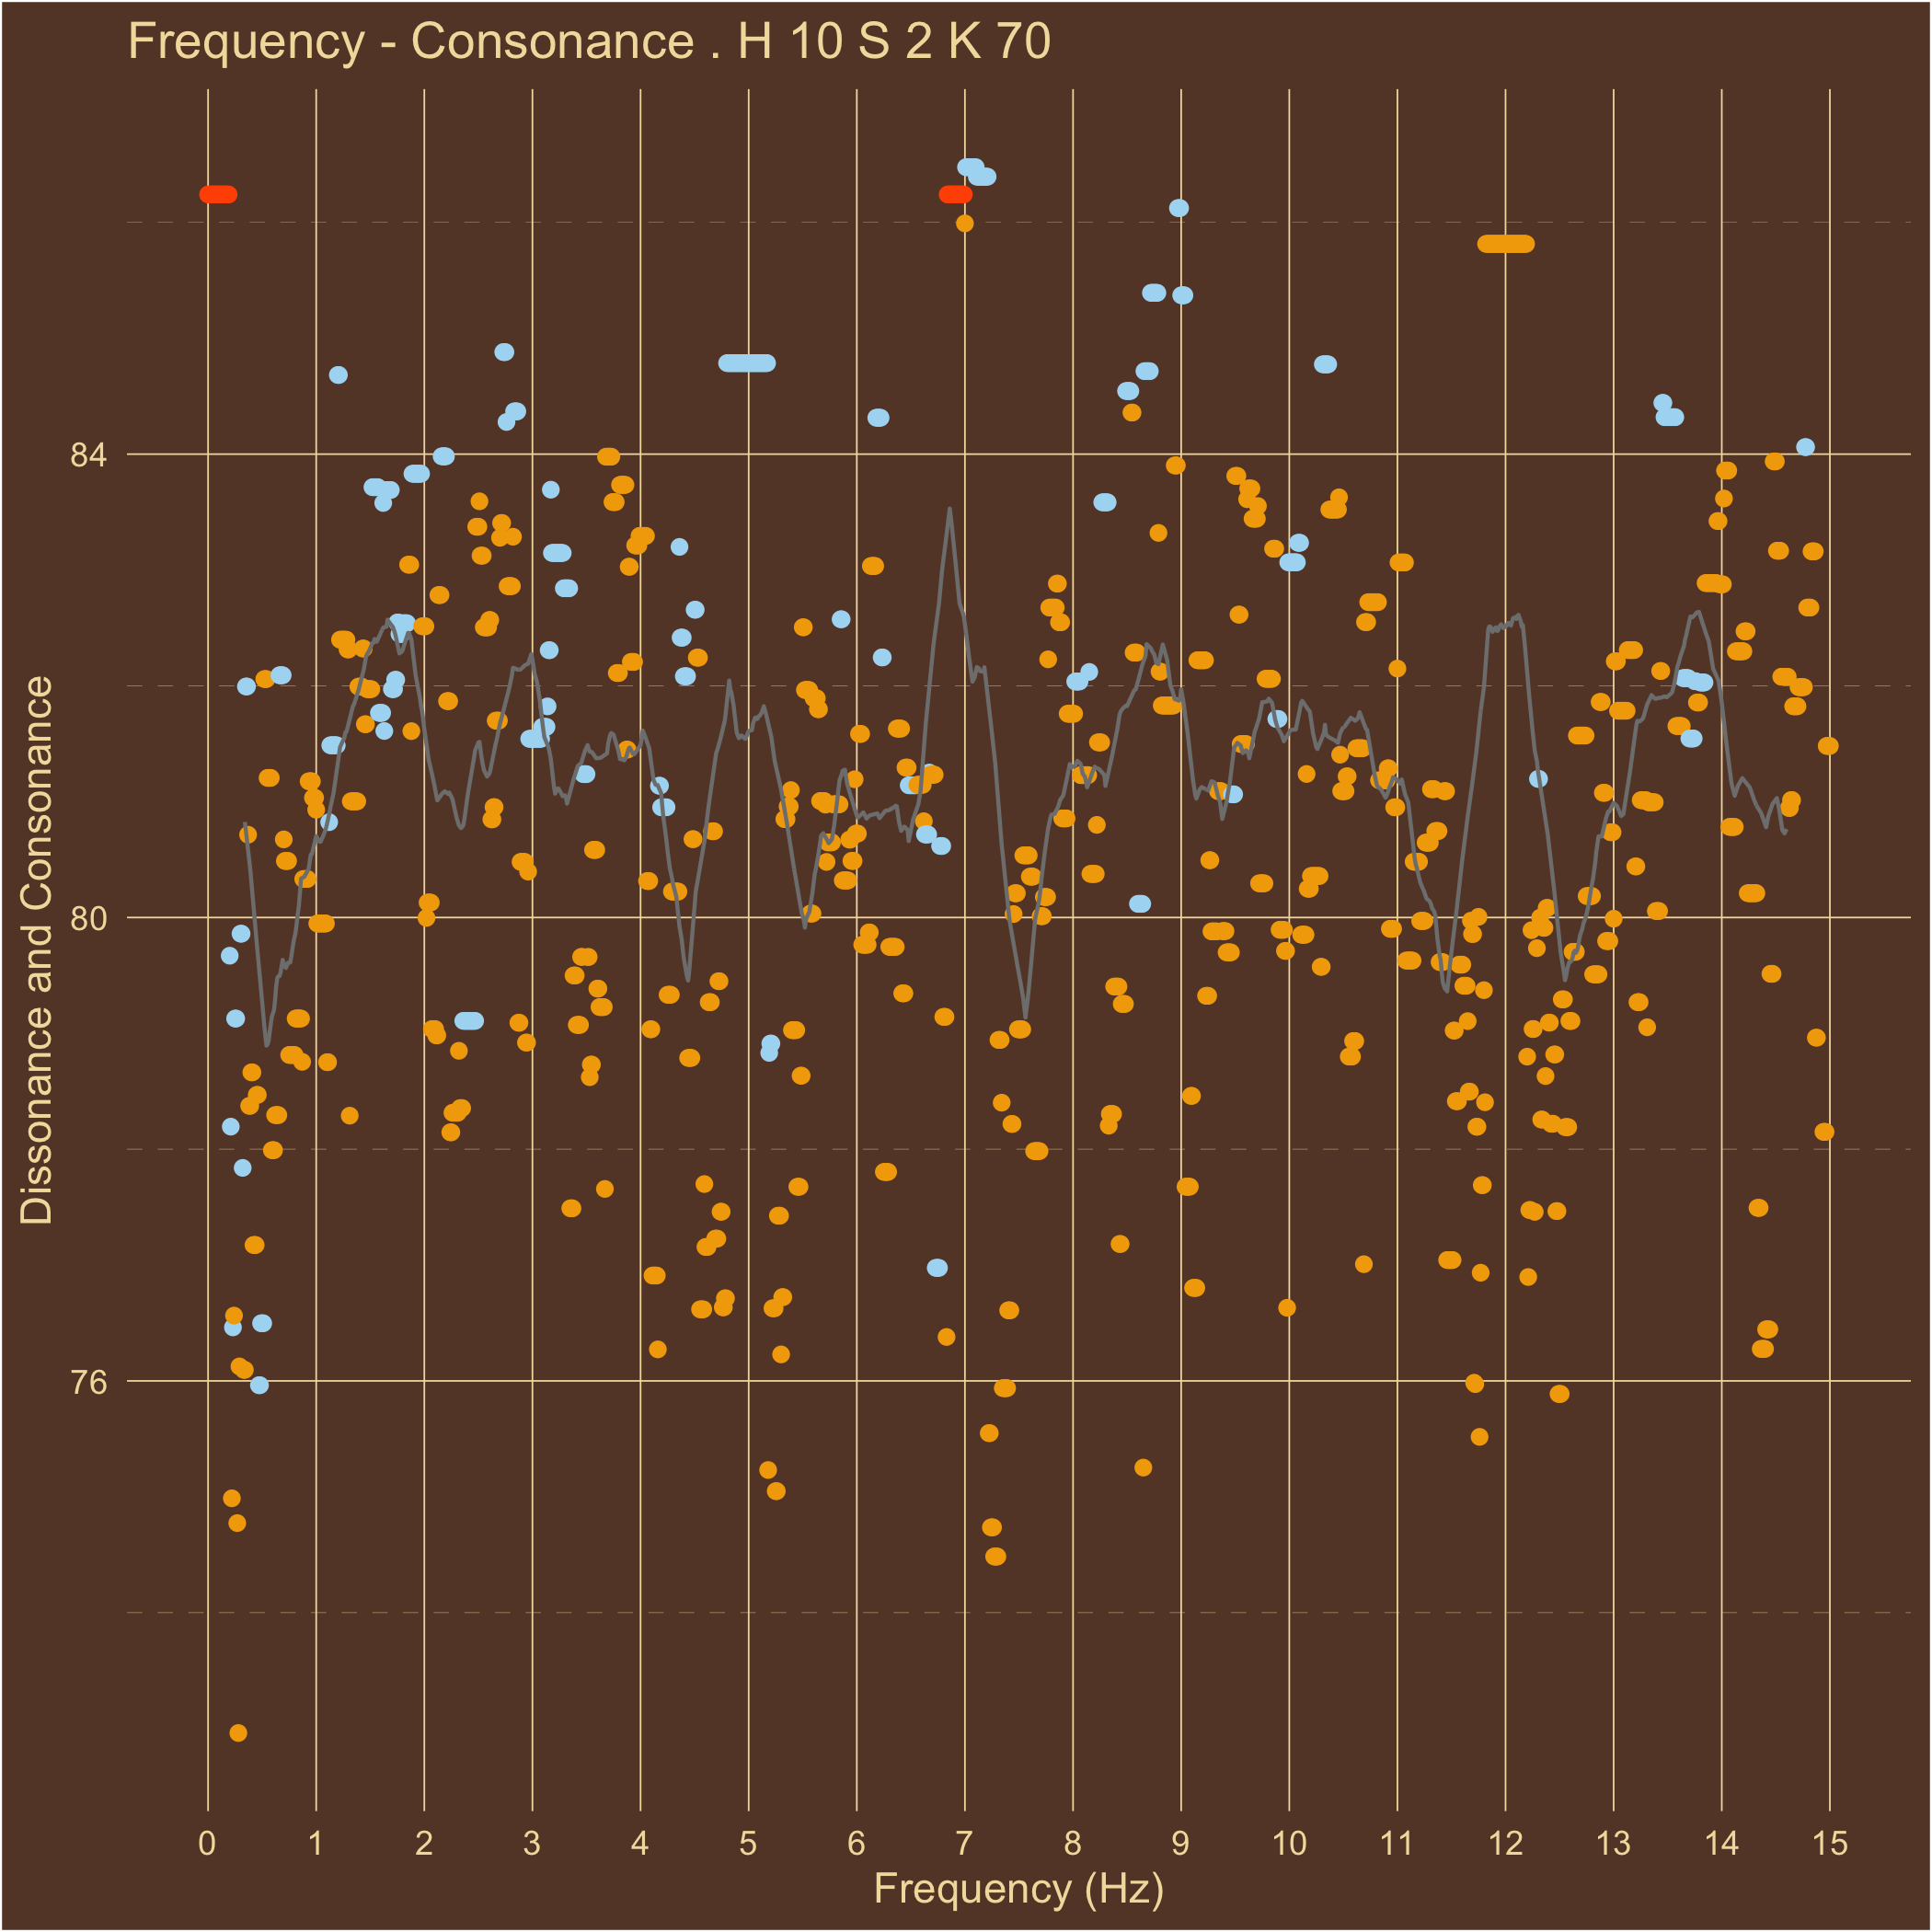 Frequency - Consonance . H 10 S 2 K 70
Dissonance and Consonance
84
80
76
0 1 2 3 4 5 6 7 8 9 10 11 12 13 14 15
Frequency (Hz)